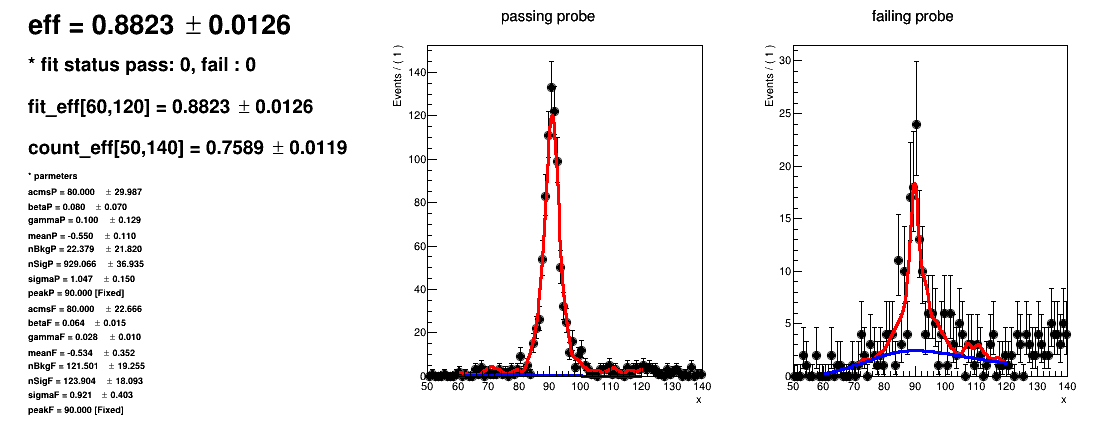 eff = 0.8823 ± 0.0126
* fit status pass: 0, fail : 0
fit_eff[60,120] = 0.8823 ± 0.0126
count_eff[50,140] = 0.7589 ± 0.0119
* parmeters
acmsP = 80.000 ± 29.987
betaP = 0.080 ± 0.070
gammaP = 0.100 ± 0.129
meanP = -0.550 ± 0.110
nBkgP = 22.379 ± 21.820
nSigP = 929.066 ± 36.935
sigmaP = 1.047 ± 0.150
peakP = 90.000 [Fixed]
acmsF = 80.000 ± 22.666
betaF = 0.064 ± 0.015
gammaF = 0.028 ± 0.010
meanF = -0.534 ± 0.352
nBkgF = 121.501 ± 19.255
nSigF = 123.904 ± 18.093
sigmaF = 0.921 ± 0.403
peakF = 90.000 [Fixed]
passing probe
Events / ( 1 )
140
120
100
80
60
40
20
0
50 60 70 80 90 100 110 120 130 140
x
failing probe
Events / ( 1 )
30
25
20
15
10
5
0
50 60 70 80 90 100 110 120 130 140
x